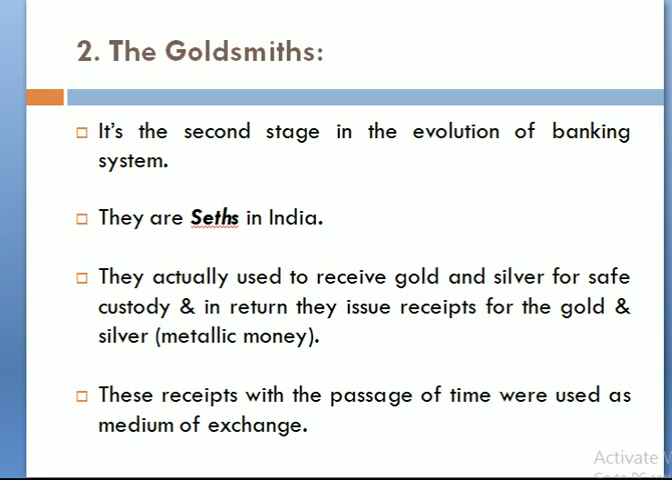 2. The Goldsmiths:
It's the second stage in the evolution of banking
system.
They are Seths in India.
They actually used to receive gold and silver for safe
custody & in return they issue receipts for the gold &
silver (metallic money).
These receipts with the passage of time were used as
medium of exchange.
Activate